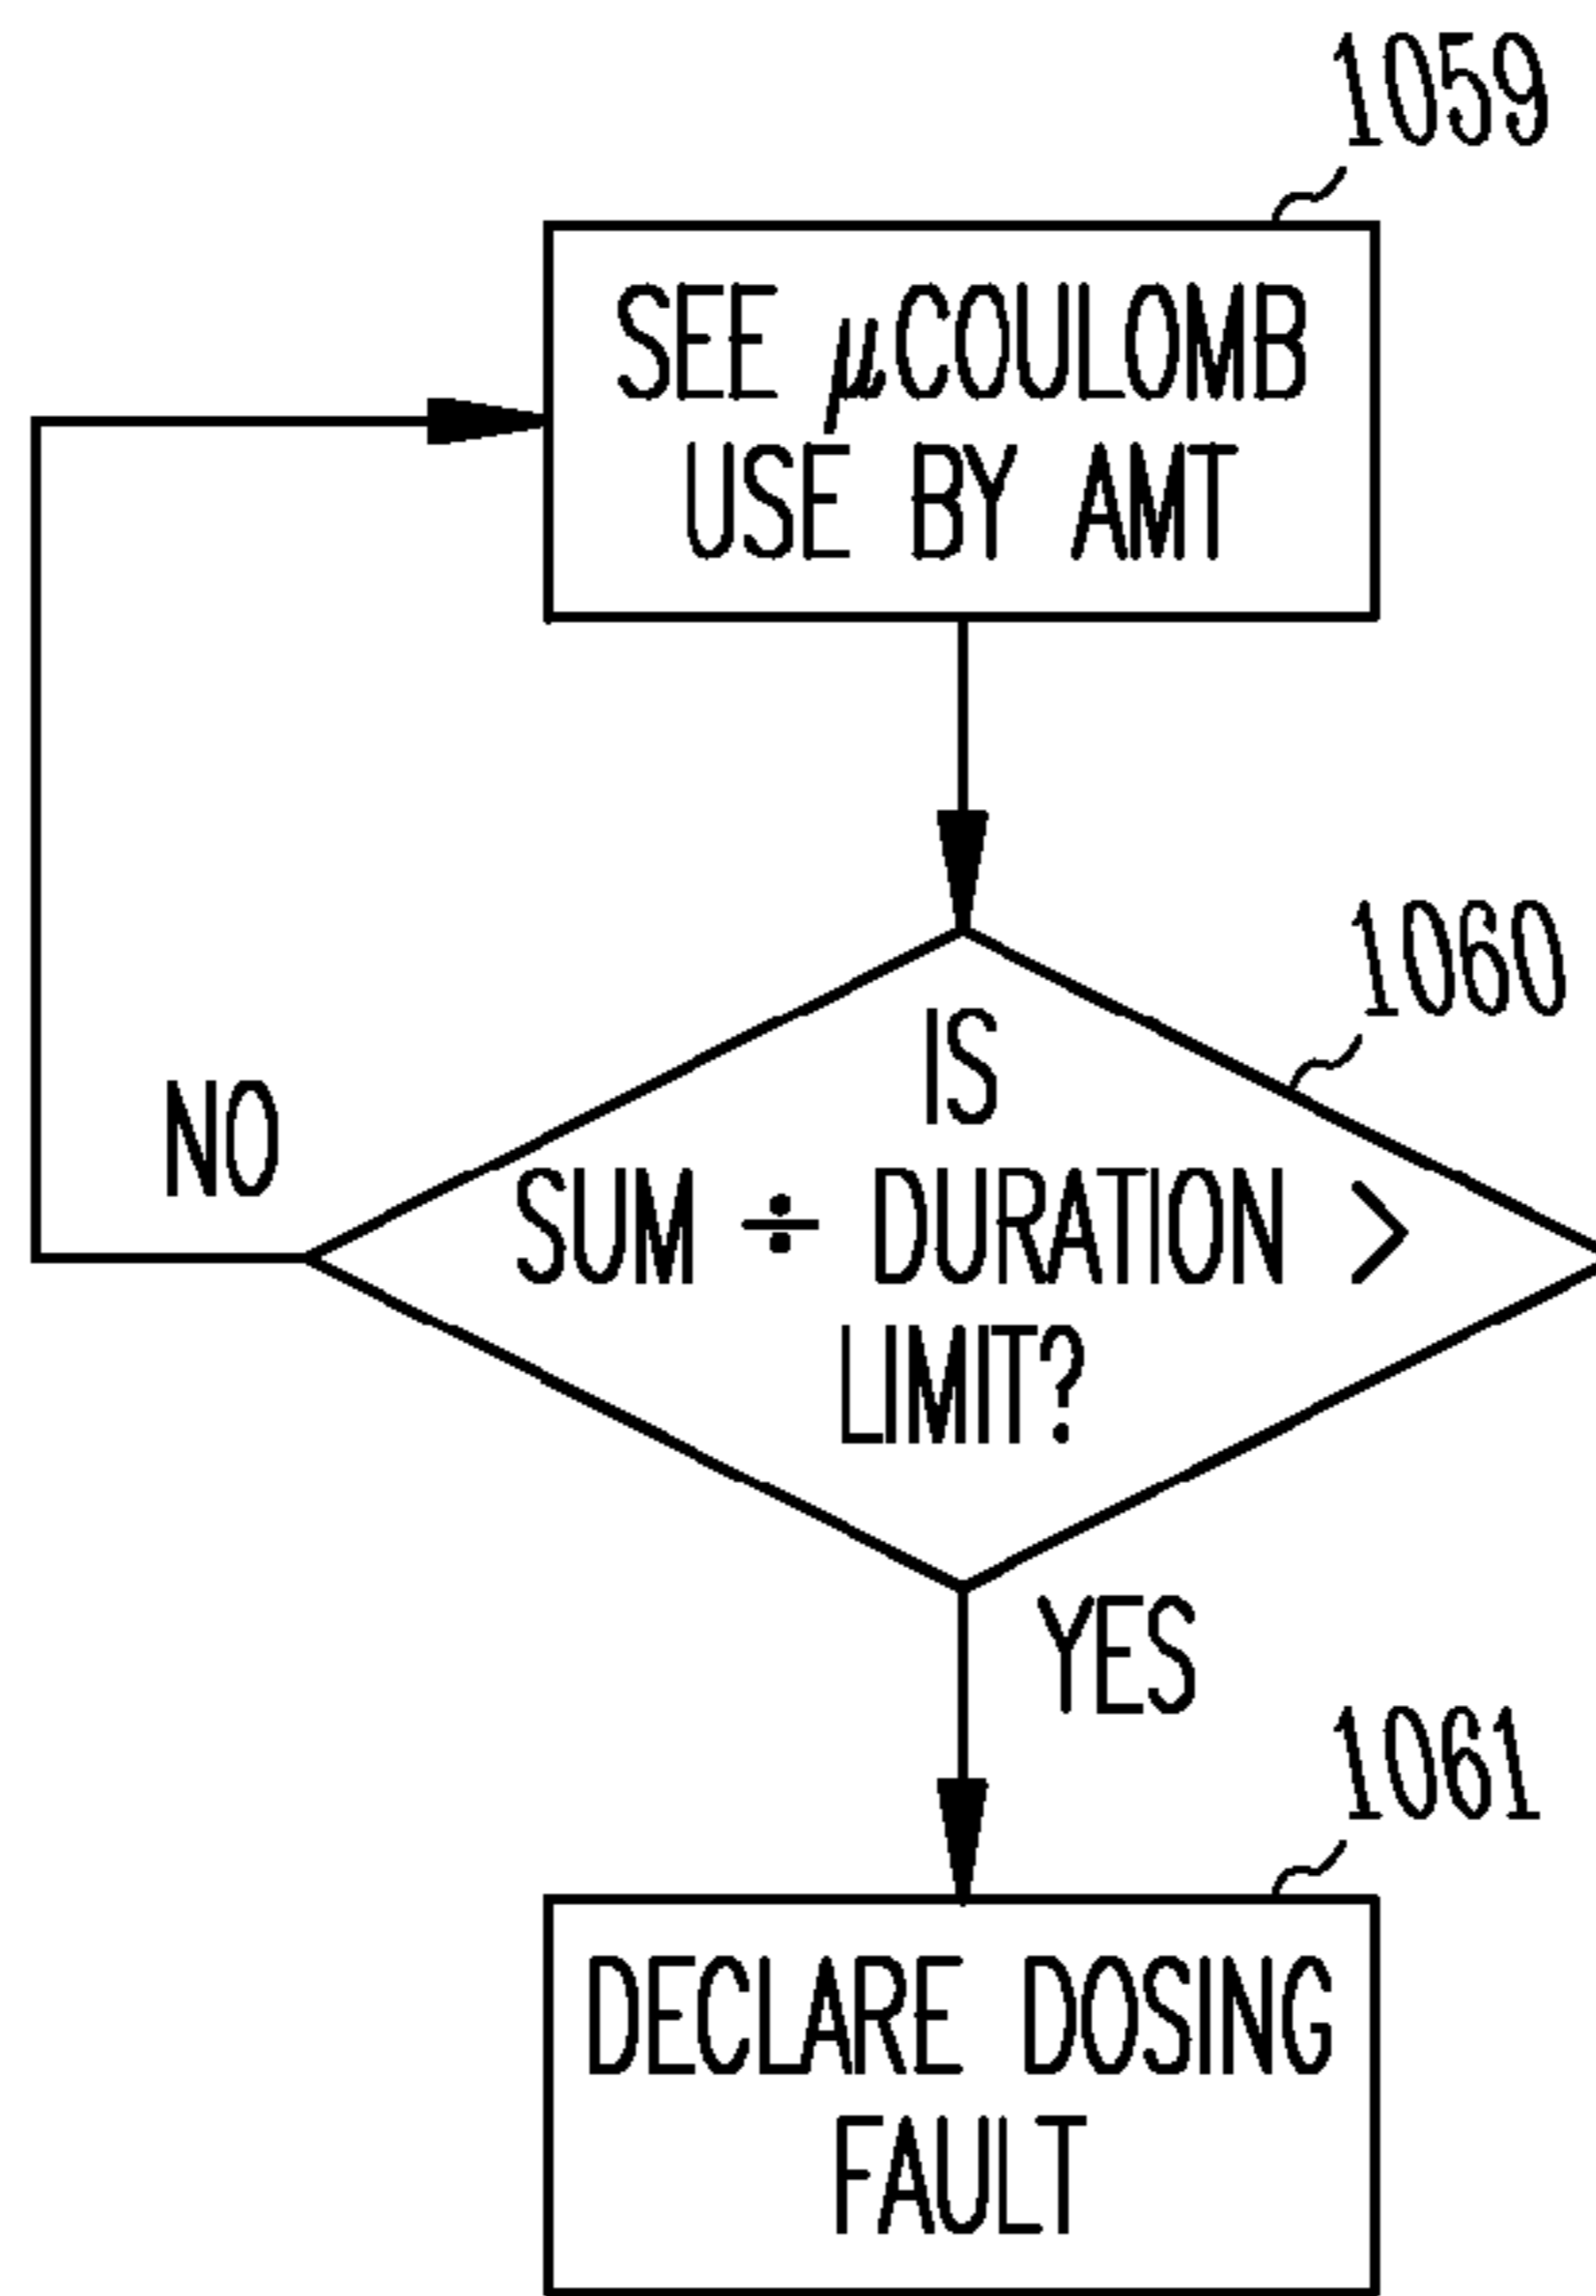 1059
SEE μCOULOMB
USE BY AMT
1060
IS
SUM ÷ DURATION >
LIMIT?
NO
YES
1061
DECLARE DOSING
FAULT